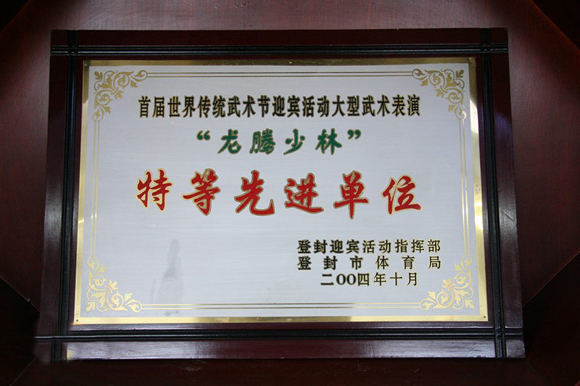 首届世界传统武术节迎宾活动大型武术表演
“龙腾少林”
特等先进单位
登封迎宾活动指挥部
登封市体育局
二〇〇四年十月